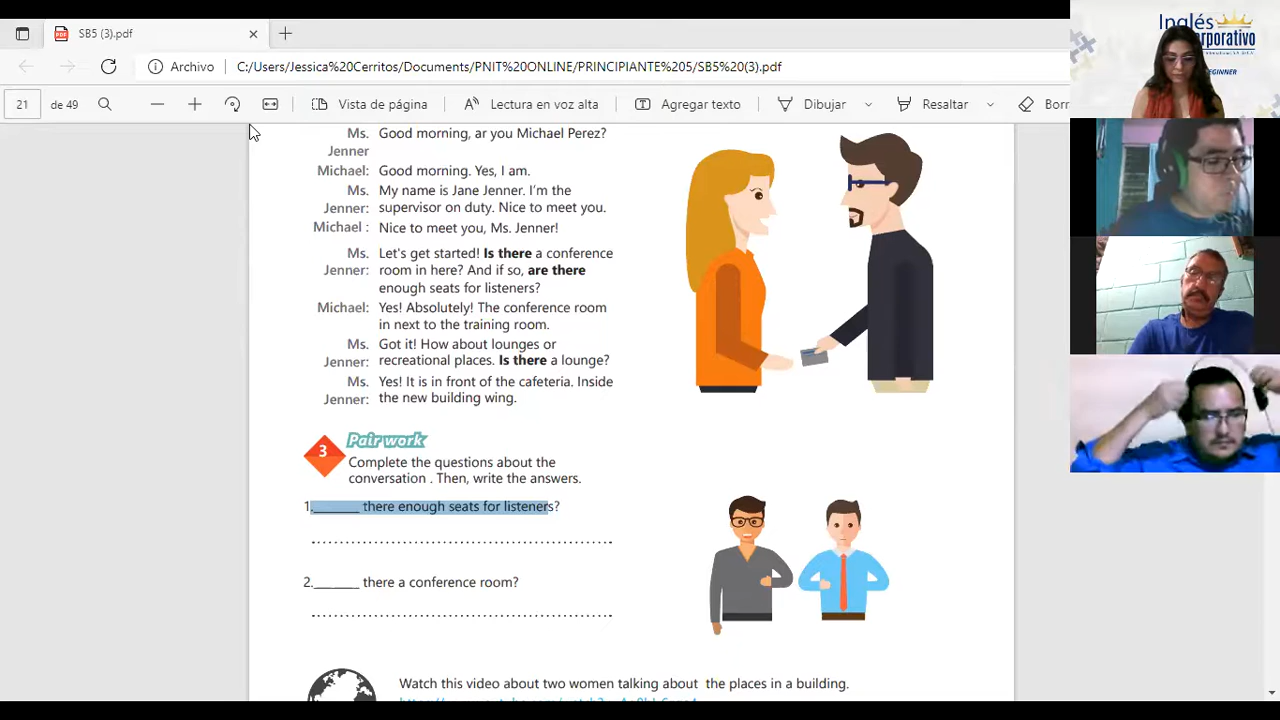 SB5 (3).pdf
Archivo
C:/Users/Jessica%20Cerritos/Documents/PNIT%20ONLINE/PRINCIPIANTE%205/SB5%20(3).pdf
21 de 49
Vista de página
Lectura en voz alta
Agregar texto
Dibujar
Resaltar
Borr
Inglés
orporativo
EGINNER
Ms. Good morning, ar you Michael Perez?
Jenner
Michael: Good morning. Yes, I am.
Ms. My name is Jane Jenner. I'm the
Jenner: supervisor on duty. Nice to meet you.
Michael : Nice to meet you, Ms. Jenner!
Ms. Let's get started! Is there a conference
Jenner: room in here? And if so, are there
enough seats for listeners?
Michael: Yes! Absolutely! The conference room
in next to the training room.
Ms. Got it! How about lounges or
Jenner: recreational places. Is there a lounge?
Ms. Yes! It is in front of the cafeteria. Inside
Jenner: the new building wing.
3 Pair work
Complete the questions about the
conversation . Then, write the answers.
1.______ there enough seats for listeners?
2.______ there a conference room?
Watch this video about two women talking about the places in a building.